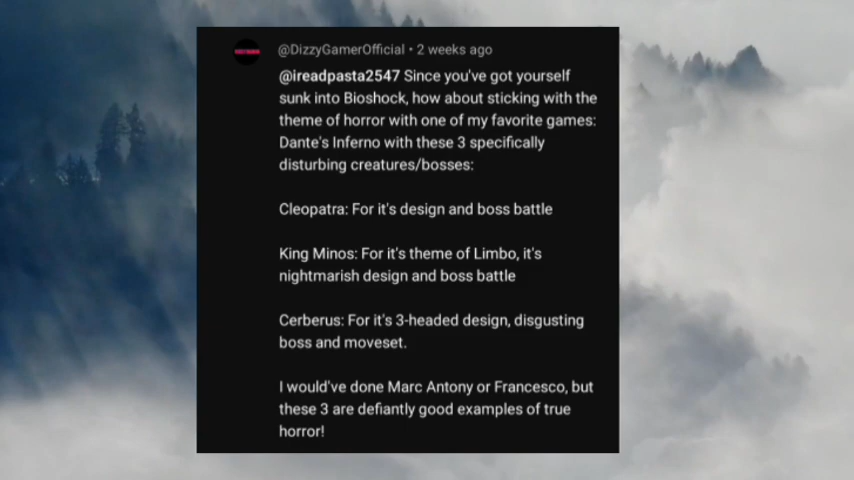 @DizzyGamerOfficial • 2 weeks ago
@ireadpasta2547 Since you've got yourself
sunk into Bioshock, how about sticking with the
theme of horror with one of my favorite games:
Dante's Inferno with these 3 specifically
disturbing creatures/bosses:
Cleopatra: For it's design and boss battle
King Minos: For it's theme of Limbo, it's
nightmarish design and boss battle
Cerberus: For it's 3-headed design, disgusting
boss and moveset.
I would've done Marc Antony or Francesco, but
these 3 are defiantly good examples of true
horror!